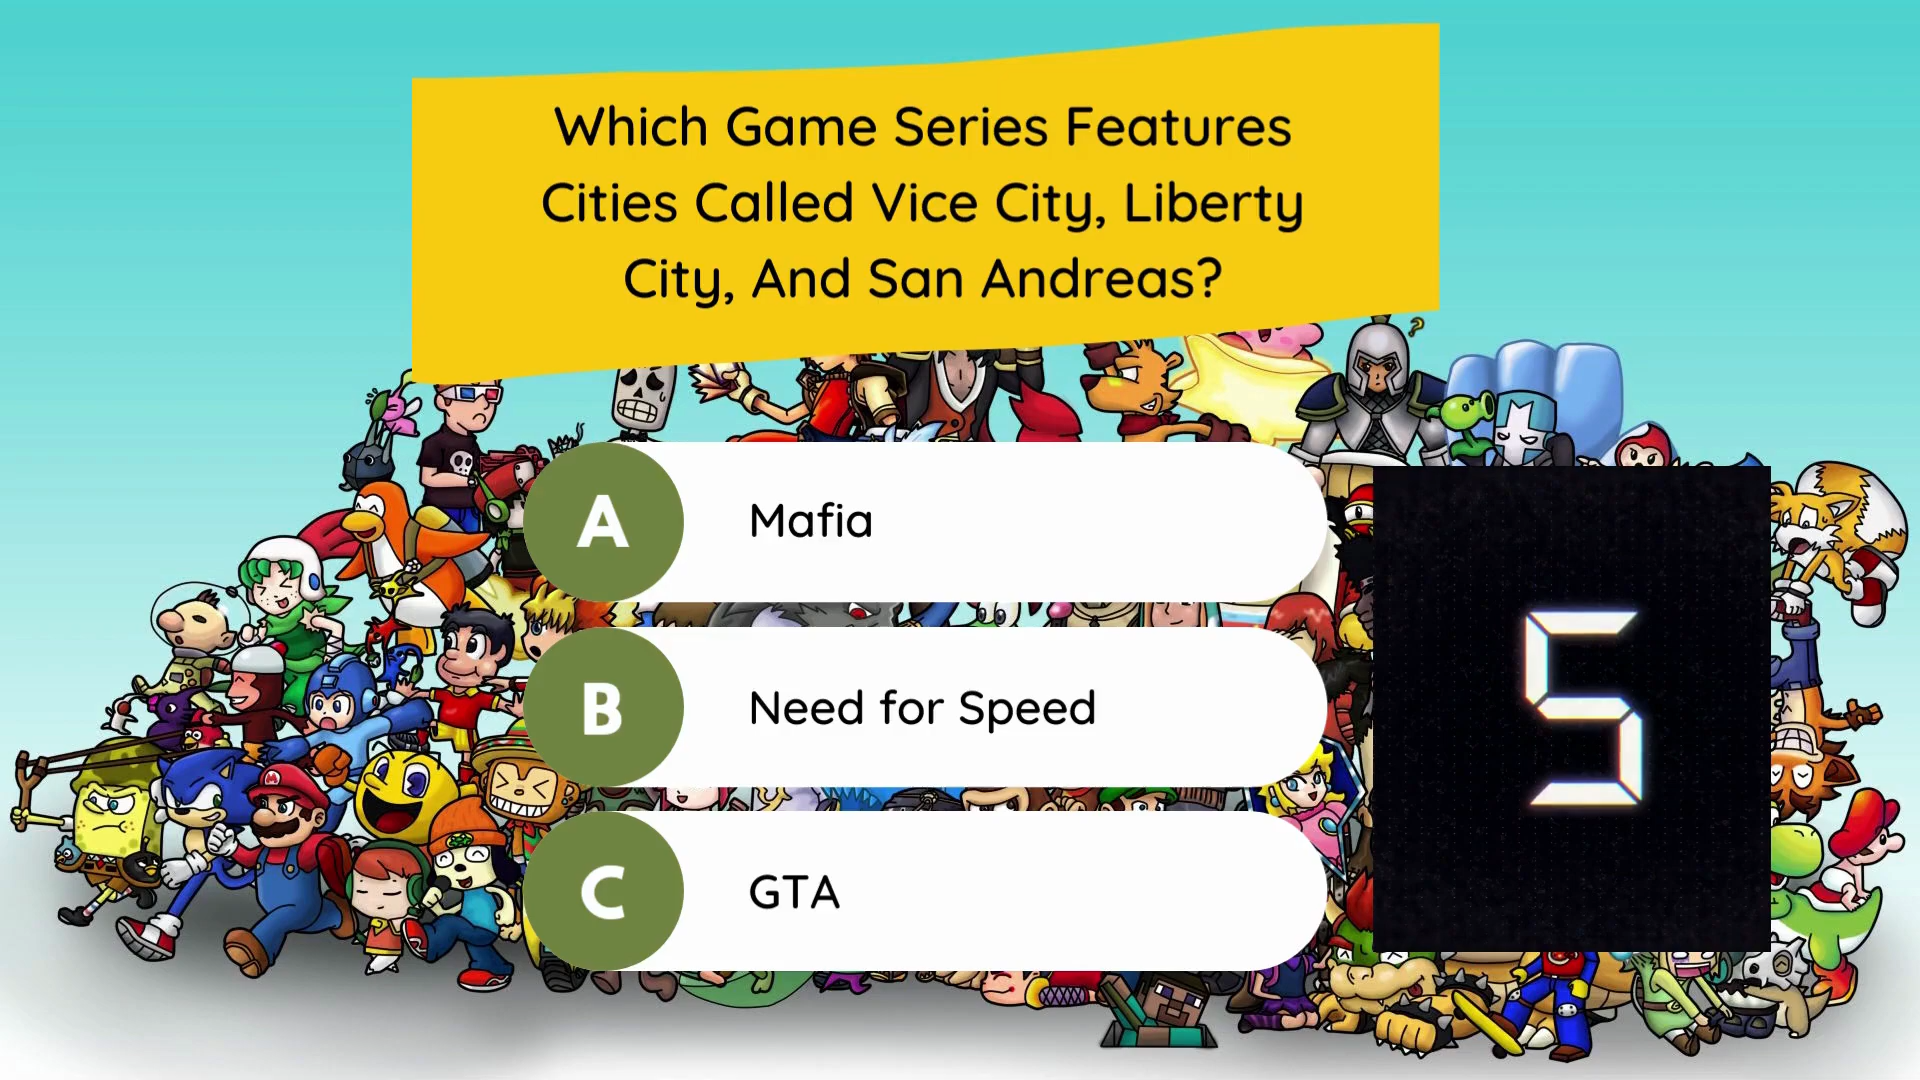 Which Game Series Features
Cities Called Vice City, Liberty
City, And San Andreas?
A Mafia
B Need for Speed
5
C GTA